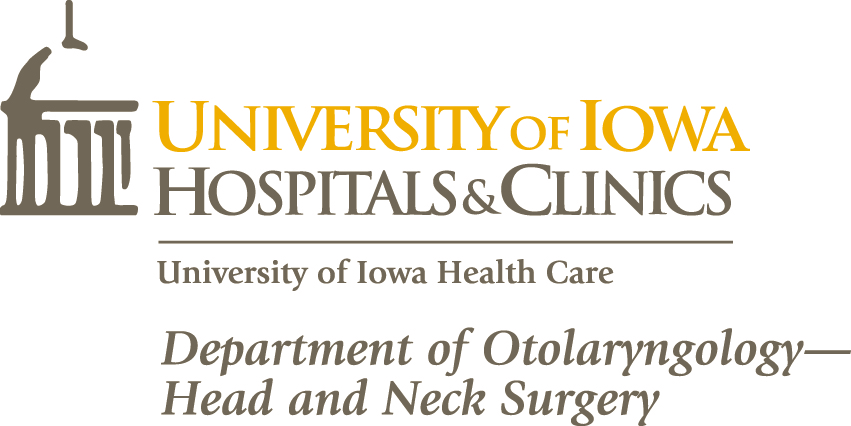 UNIVERSITY OF IOWA
HOSPITALS & CLINICS
University of Iowa Health Care
Department of Otolaryngology—
Head and Neck Surgery